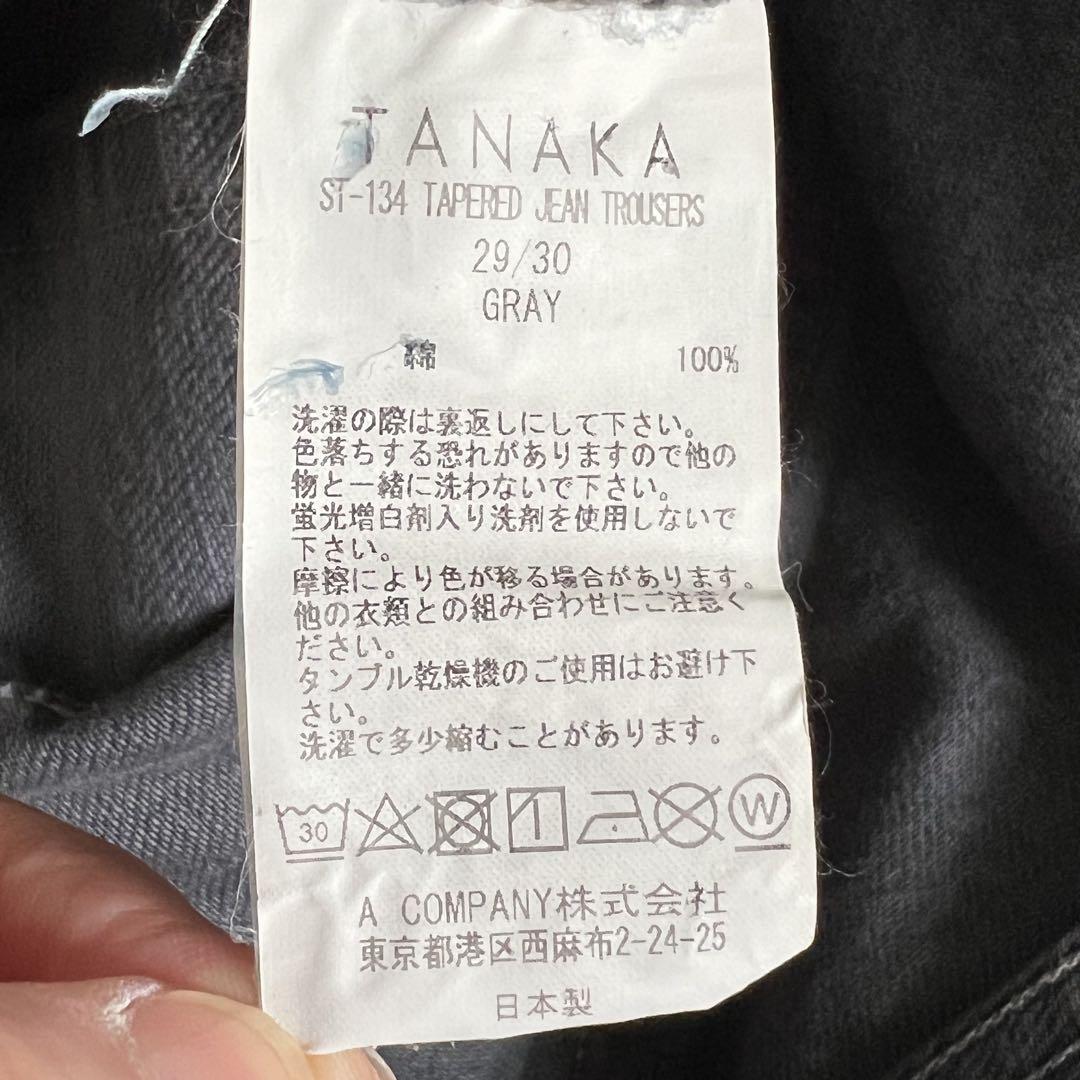 TANAKA
ST-134 TAPERED JEAN TROUSERS
29/30
GRAY
綿 100%
洗濯の際は裏返しにして下さい。
色落ちする恐れがありますので他の
物と一緒に洗わないで下さい。
蛍光増白剤入り洗剤を使用しないで
下さい。
摩擦により色が移る場合があります。
他の衣類との組み合わせにご注意く
ださい。
タンブル乾燥機のご使用はお避け下
さい。
洗濯で多少縮むことがあります。
30 W
A COMPANY株式会社
東京都港区西麻布2-24-25
日本製